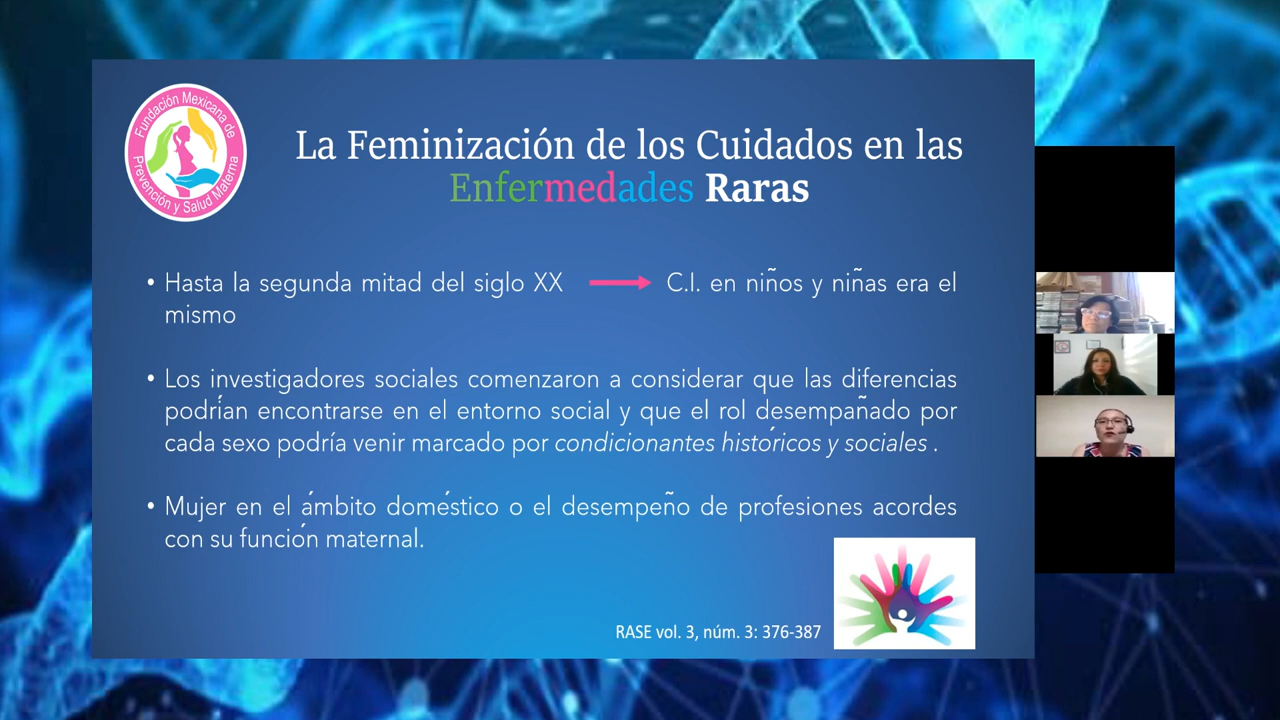 Fundación Mexicana de
Prevención y Salud Materna
La Feminización de los Cuidados en las
Enfermedades Raras
• Hasta la segunda mitad del siglo XX C.I. en niños y niñas era el
mismo
• Los investigadores sociales comenzaron a considerar que las diferencias
podrían encontrarse en el entorno social y que el rol desempañado por
cada sexo podría venir marcado por condicionantes históricos y sociales .
• Mujer en el ámbito doméstico o el desempeño de profesiones acordes
con su función maternal.
RASE vol. 3, núm. 3: 376-387